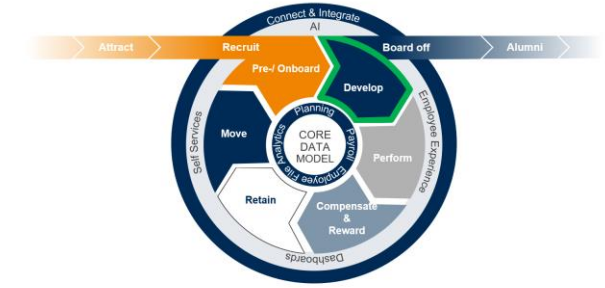 Connect & Integrate
AI
Attract
Recruit
Board off
Alumni
Pre-/ Onboard
Develop
Planning
Move
CORE
DATA
MODEL
Payroll
Employee File
Analytics
Perform
Self Services
Employee Experience
Retain
Compensate
&
Reward
Dashboards